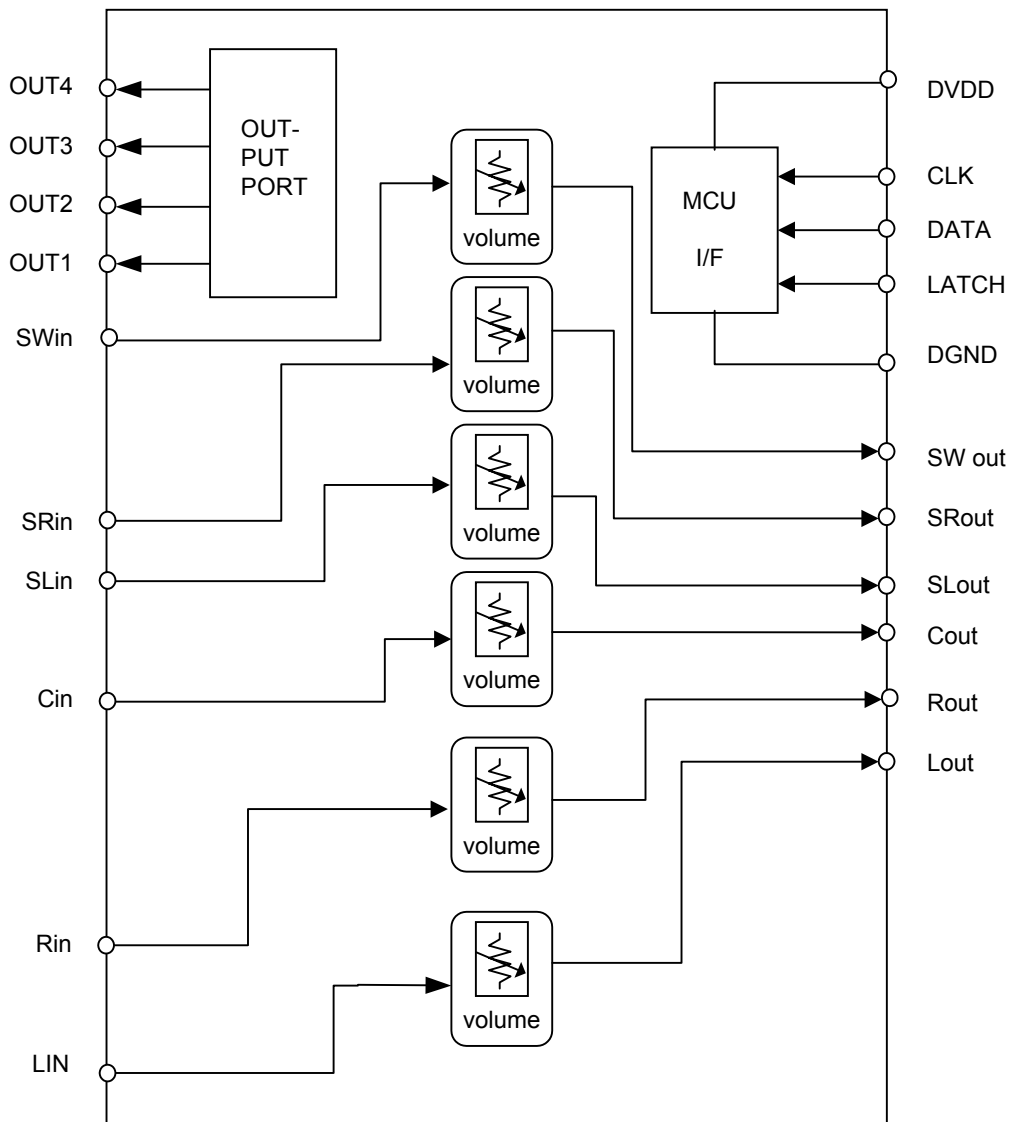 OUT4
OUT3
OUT2
OUT1
SWin
SRin
SLin
Cin
Rin
LIN
OUT-
PUT
PORT
volume
volume
volume
volume
volume
volume
MCU
I/F
DVDD
CLK
DATA
LATCH
DGND
SW out
SRout
SLout
Cout
Rout
Lout